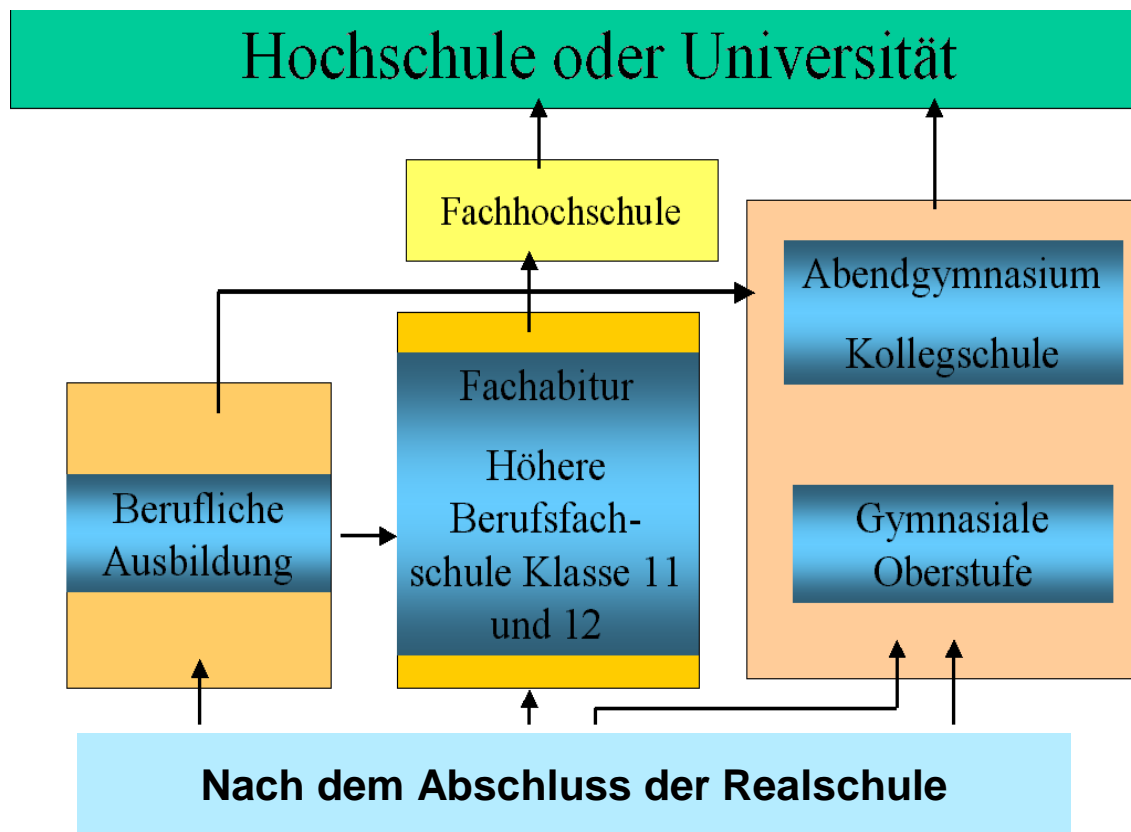 Hochschule oder Universität
Fachhochschule
Abendgymnasium
Kollegschule
Fachabitur
Höhere
Berufsfach-
schule Klasse 11
und 12
Berufliche
Ausbildung
Gymnasiale
Oberstufe
Nach dem Abschluss der Realschule